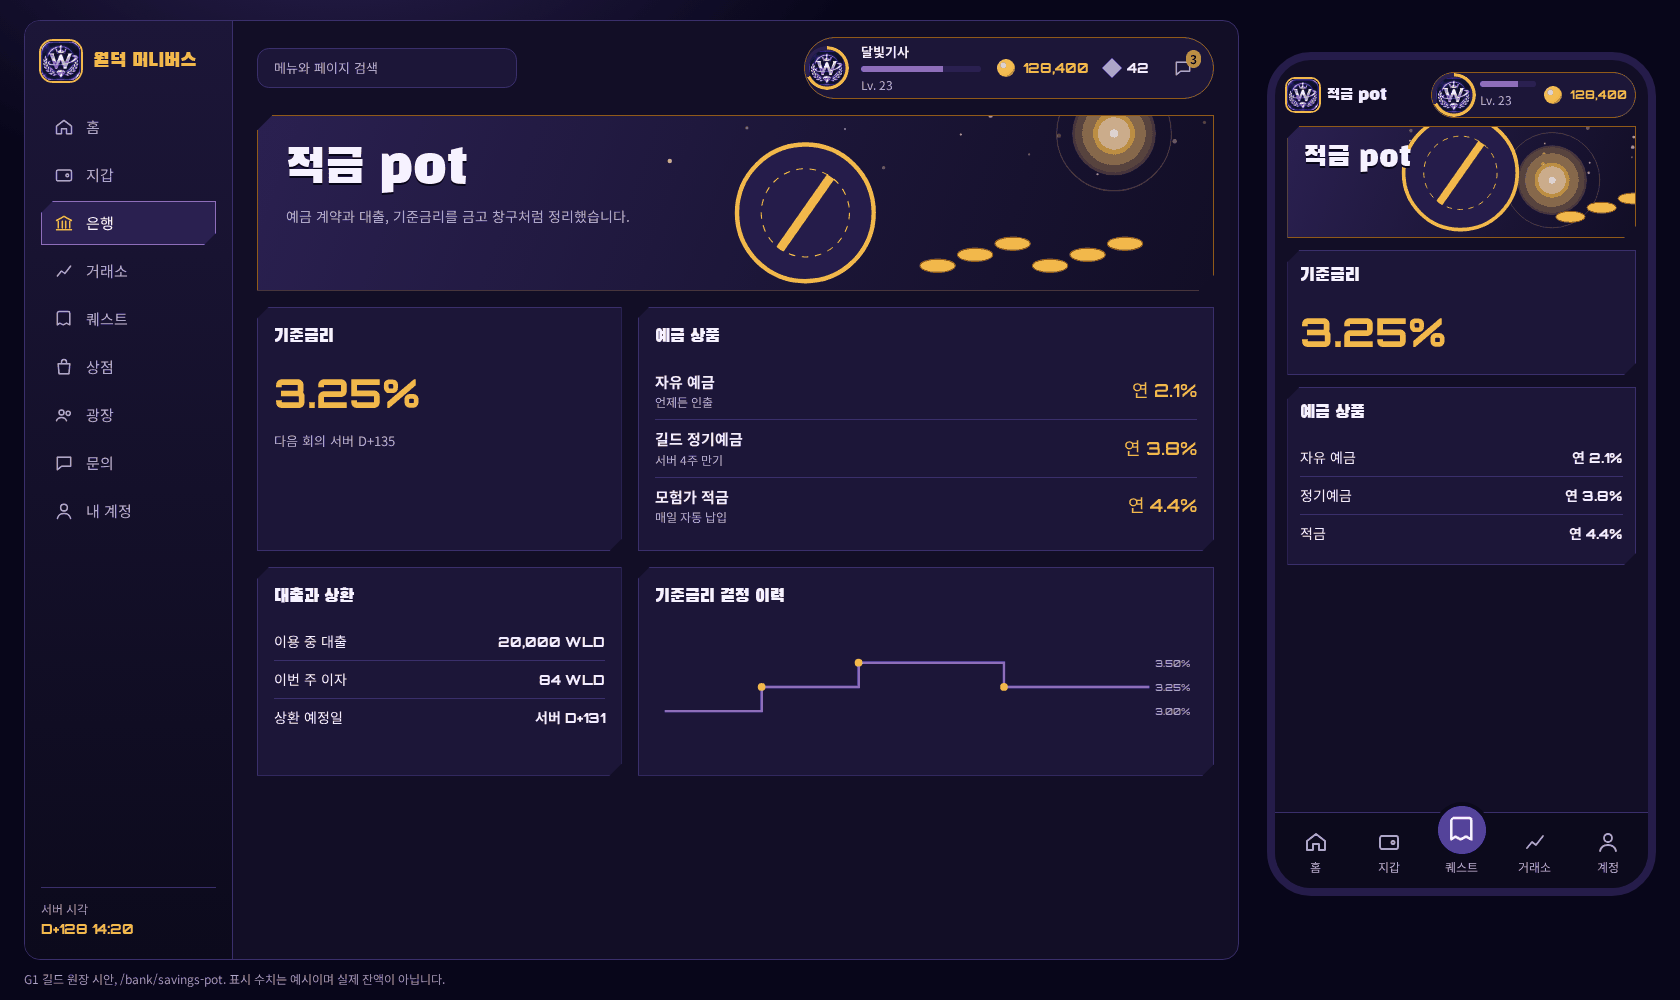 월덕 머니버스
홈
지갑
은행
거래소
퀘스트
상점
광장
문의
내 계정
서버 시각
D+128 14:20
메뉴와 페이지 검색
달빛기사
Lv. 23
128,400
42
3
적금 pot
예금 계약과 대출, 기준금리를 금고 창구처럼 정리했습니다.
기준금리
3.25%
다음 회의 서버 D+135
예금 상품
자유 예금
언제든 인출
연 2.1%
길드 정기예금
서버 4주 만기
연 3.8%
모험가 적금
매일 자동 납입
연 4.4%
대출과 상환
이용 중 대출 20,000 WLD
이번 주 이자 84 WLD
상환 예정일 서버 D+131
기준금리 결정 이력
3.50%
3.25%
3.00%
G1 길드 원장 시안, /bank/savings-pot. 표시 수치는 예시이며 실제 잔액이 아닙니다.
적금 pot
Lv. 23
128,400
적금 pot
기준금리
3.25%
예금 상품
자유 예금 연 2.1%
정기예금 연 3.8%
적금 연 4.4%
홈
지갑
퀘스트
거래소
계정